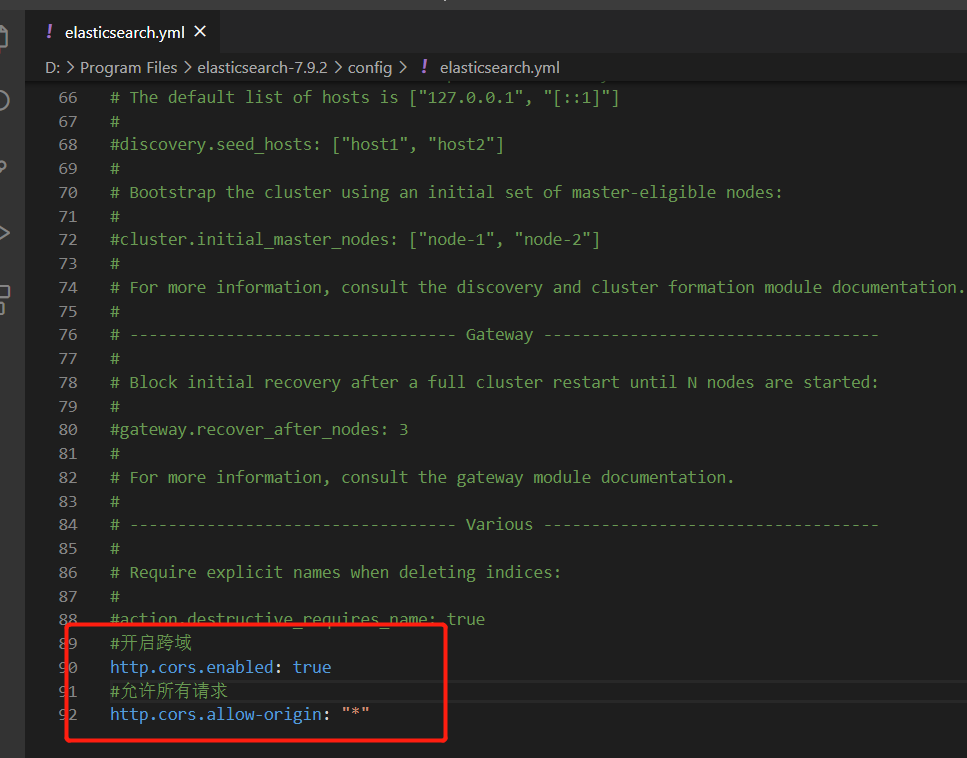 ! elasticsearch.yml ×
D: > Program Files > elasticsearch-7.9.2 > config > ! elasticsearch.yml
66 # The default list of hosts is ["127.0.0.1", "[::1]"]
67 #
68 #discovery.seed_hosts: ["host1", "host2"]
69 #
70 # Bootstrap the cluster using an initial set of master-eligible nodes:
71 #
72 #cluster.initial_master_nodes: ["node-1", "node-2"]
73 #
74 # For more information, consult the discovery and cluster formation module documentation.
75 #
76 # ---------------------------------- Gateway -----------------------------------
77 #
78 # Block initial recovery after a full cluster restart until N nodes are started:
79 #
80 #gateway.recover_after_nodes: 3
81 #
82 # For more information, consult the gateway module documentation.
83 #
84 # ---------------------------------- Various -----------------------------------
85 #
86 # Require explicit names when deleting indices:
87 #
88 #action.destructive_requires_name: true
89 #开启跨域
90 http.cors.enabled: true
91 #允许所有请求
92 http.cors.allow-origin: "*"